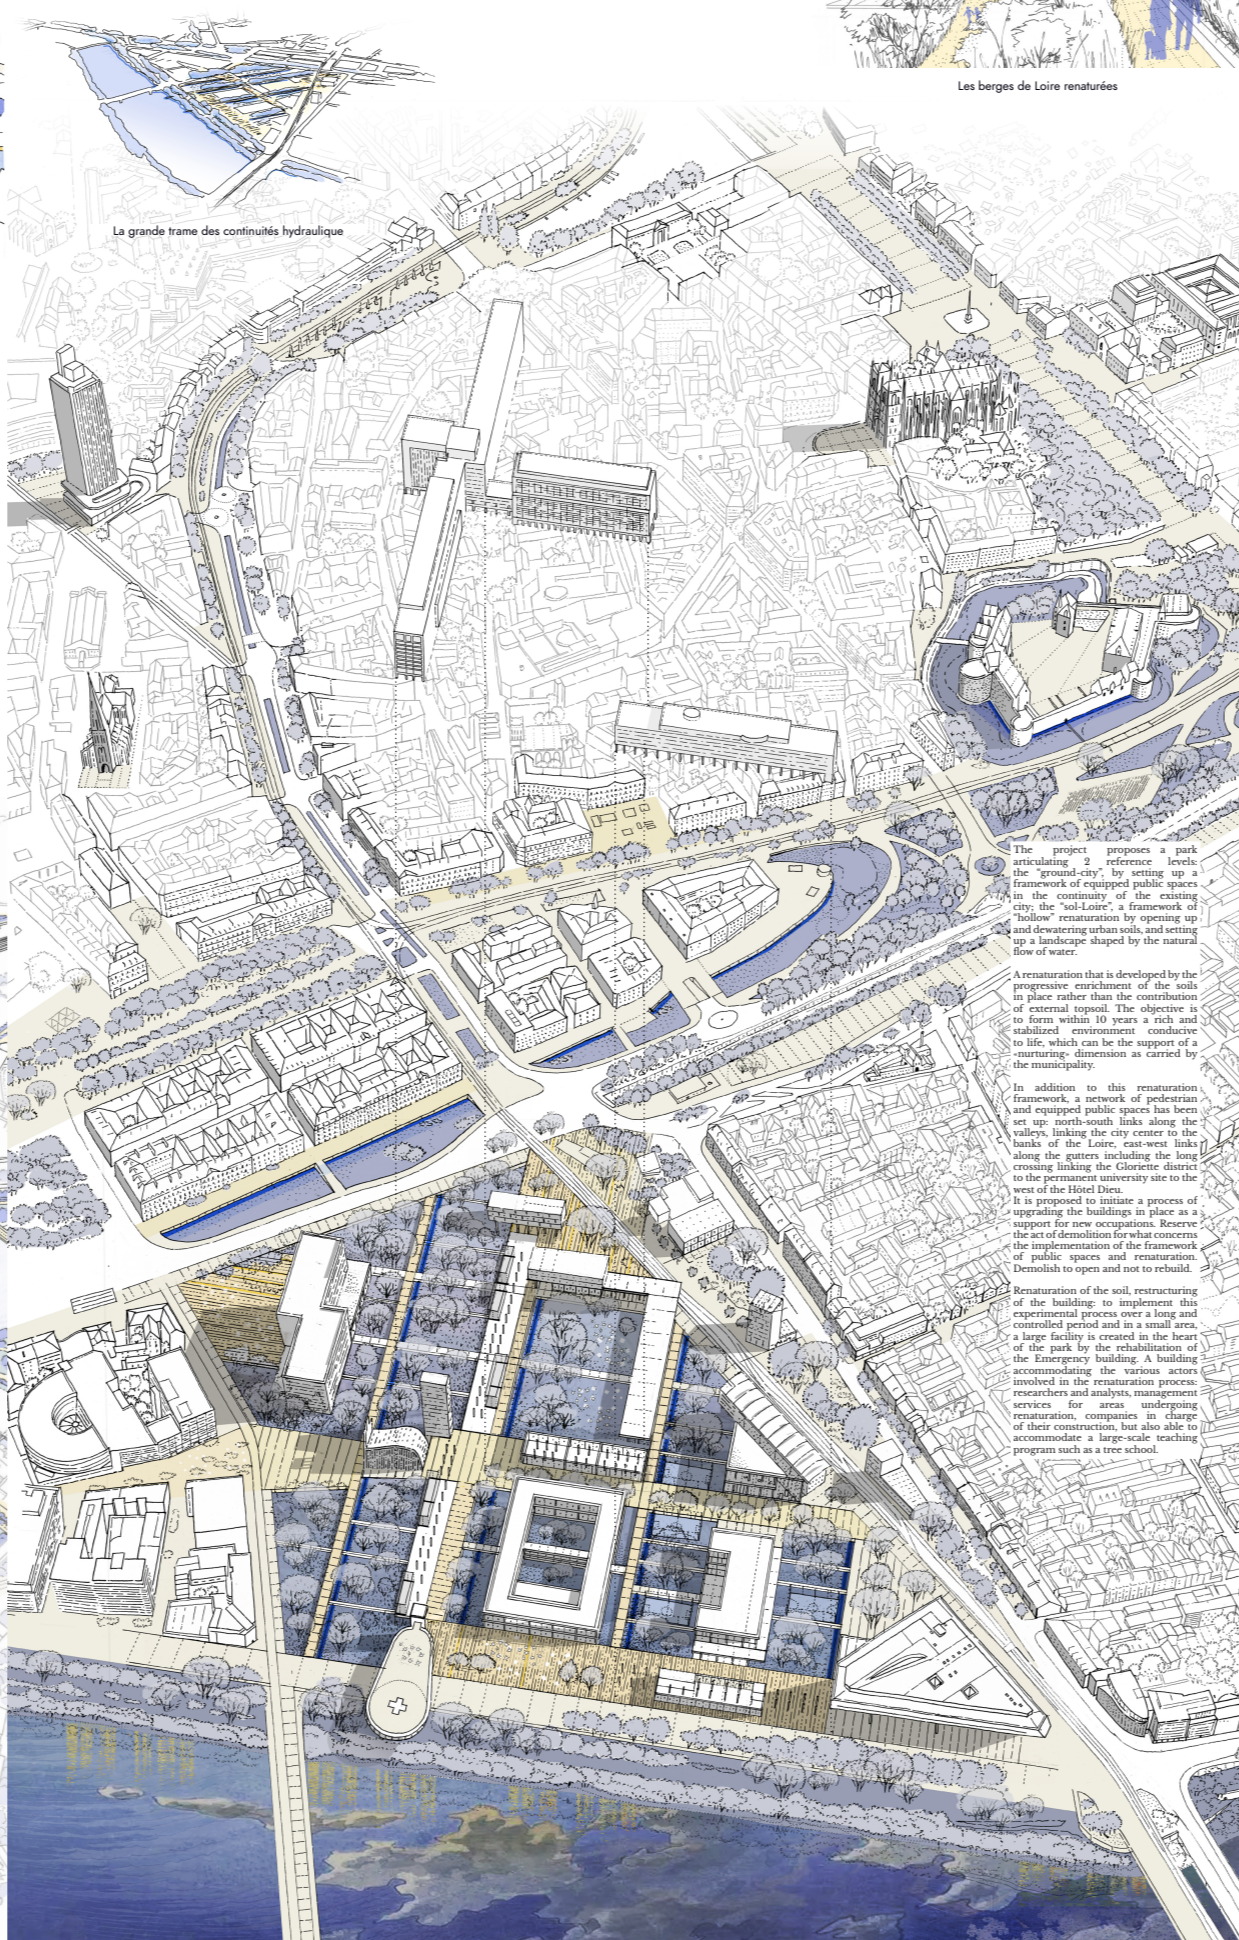 Les berges de Loire renaturées
La grande trame des continuités hydraulique
The project proposes a park
articulating 2 reference levels:
the "ground-city", by setting up a
framework of equipped public spaces
in the continuity of the existing
city; the "sol-Loire", a framework of
"hollow" renaturation by opening up
and dewatering urban soils, and setting
up a landscape shaped by the natural
flow of water.
A renaturation that is developed by the
progressive enrichment of the soils
in place rather than the contribution
of external topsoil. The objective is
to form within 10 years a rich and
stabilized environment conducive
to life, which can be the support of a
«nurturing» dimension as carried by
the municipality.
In addition to this renaturation
framework, a network of pedestrian
and equipped public spaces has been
set up: north-south links along the
valleys, linking the city center to the
banks of the Loire, east-west links
along the gutters including the long
crossing linking the Gloriette district
to the permanent university site to the
west of the Hôtel Dieu.
It is proposed to initiate a process of
upgrading the buildings in place as a
support for new occupations. Reserve
the act of demolition for what concerns
the implementation of the framework
of public spaces and renaturation.
Demolish to open and not to rebuild.
Renaturation of the soil, restructuring
of the building: to implement this
experimental process over a long and
controlled period and in a small area,
a large facility is created in the heart
of the park by the rehabilitation of
the Emergency building. A building
accommodating the various actors
involved in the renaturation process:
researchers and analysts, management
services for areas undergoing
renaturation, companies in charge
of their construction, but also able to
accommodate a large-scale teaching
program such as a tree school.